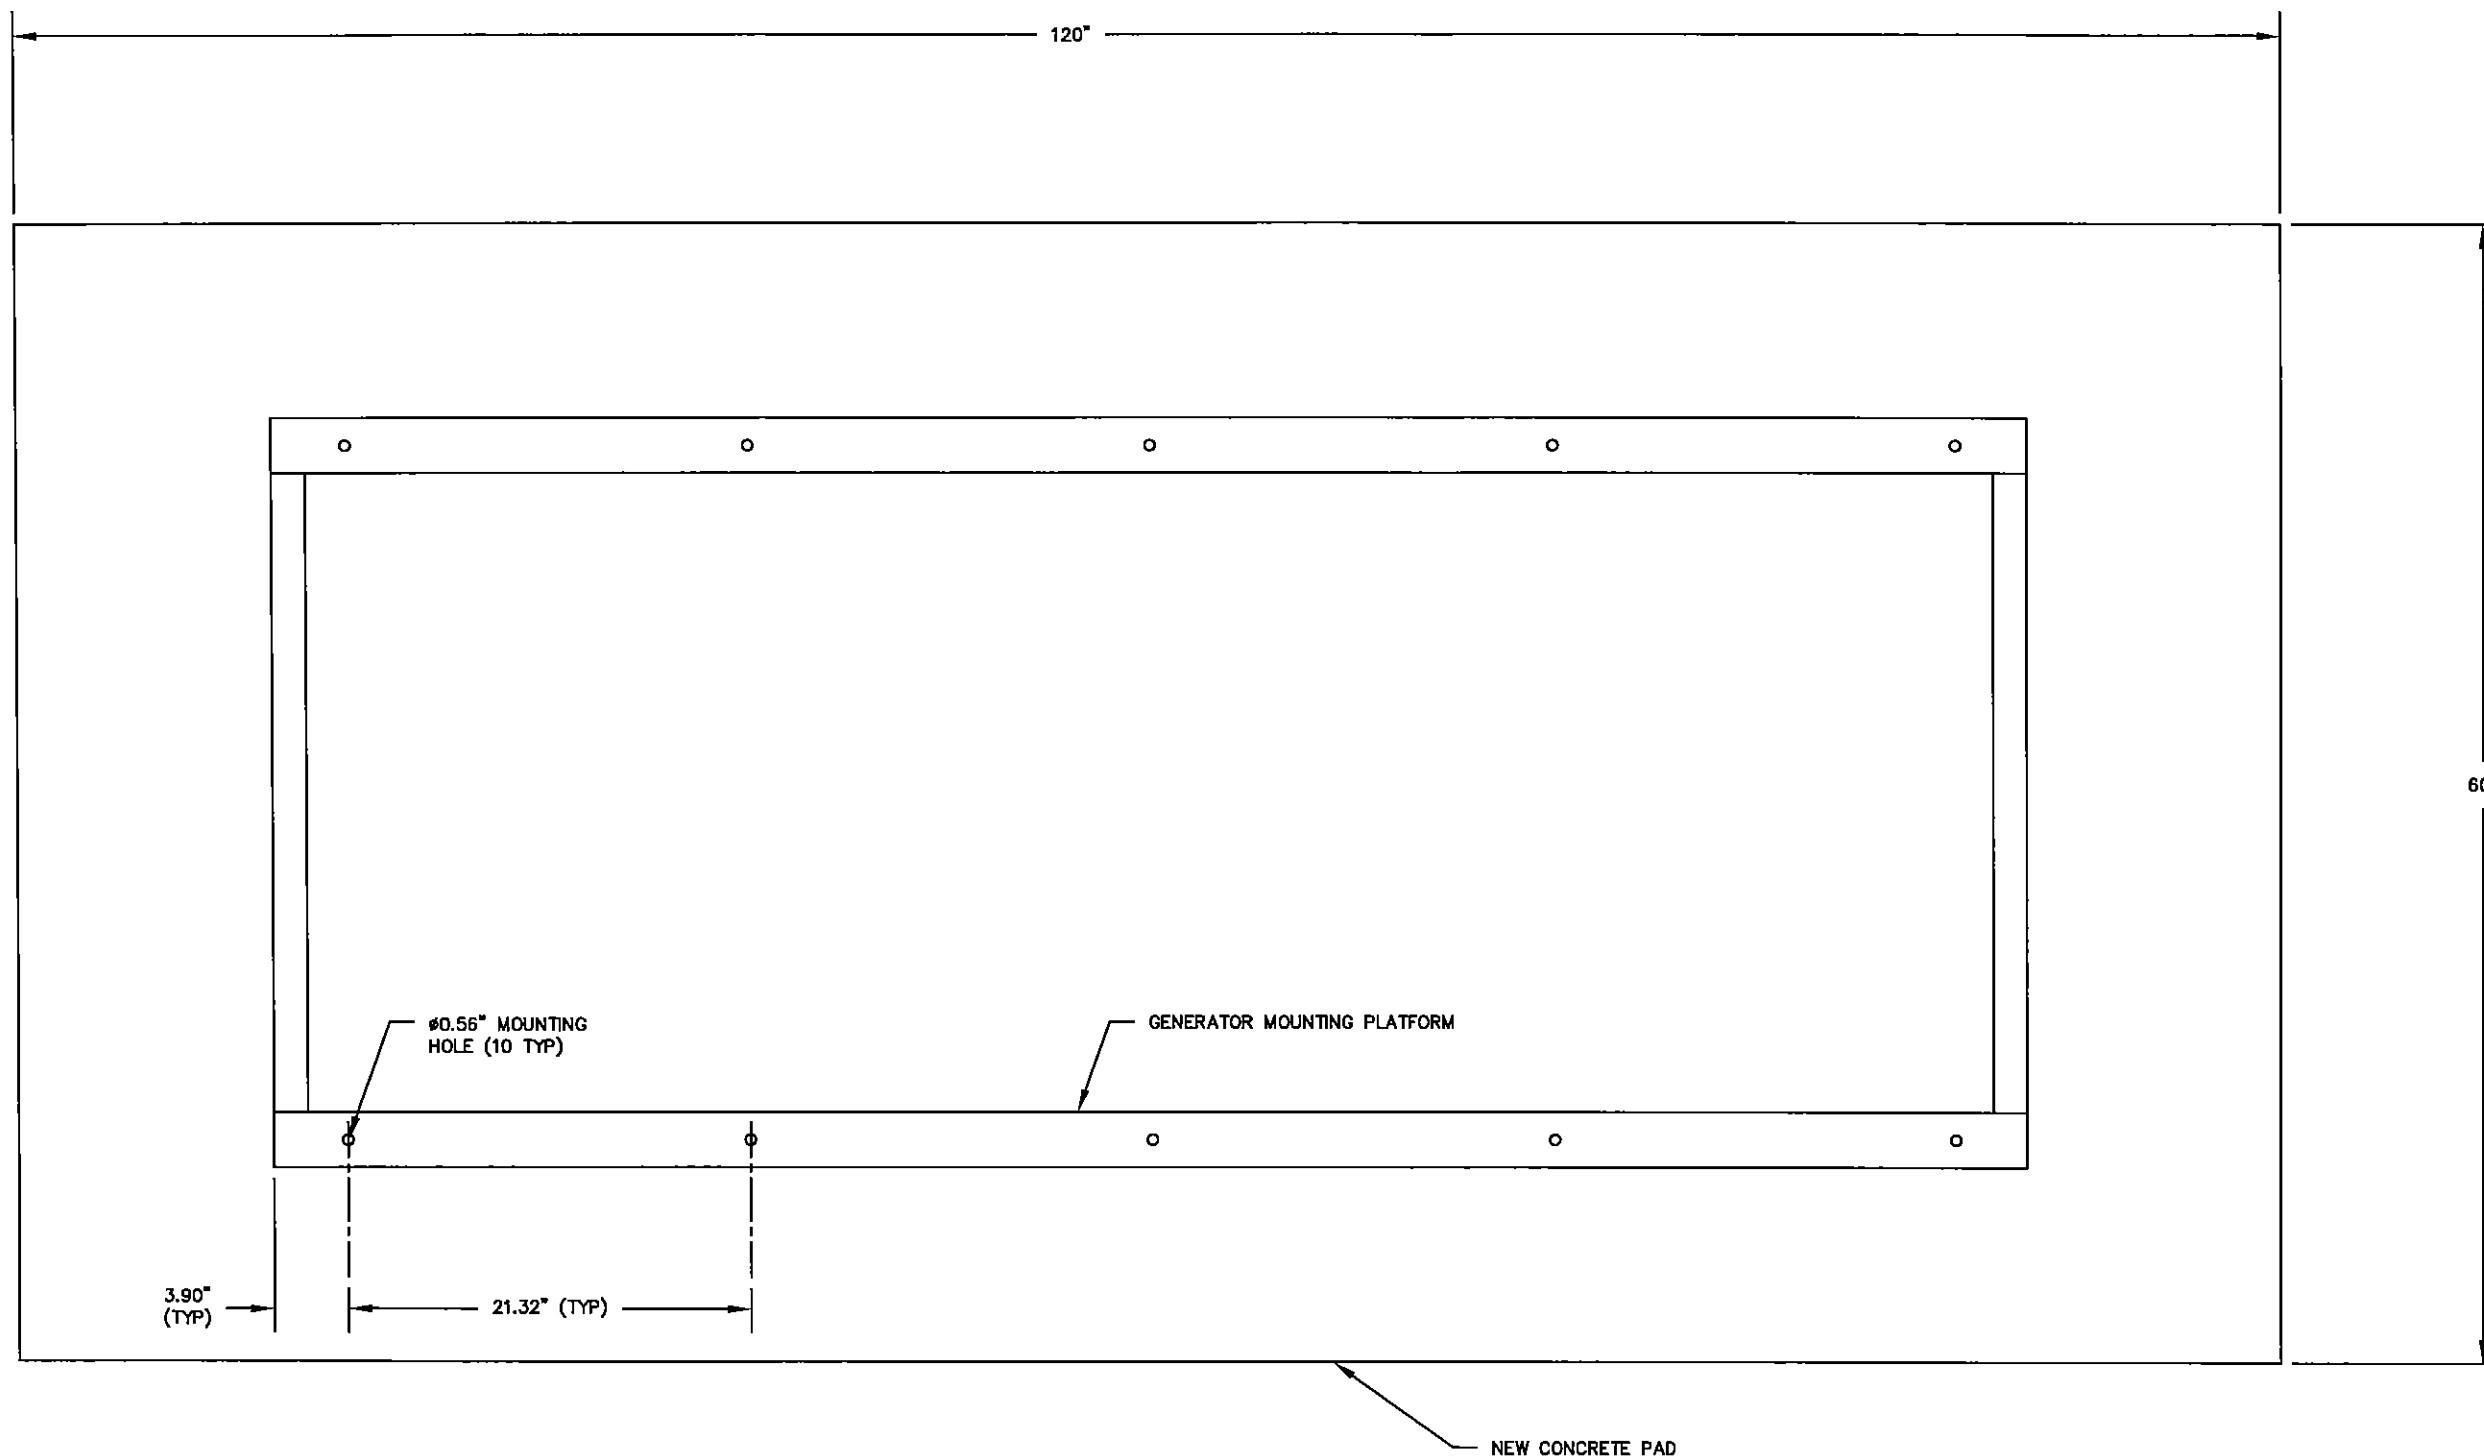 120"
60
ø0.56" MOUNTING
HOLE (10 TYP)
GENERATOR MOUNTING PLATFORM
3.90"
(TYP)
21.32" (TYP)
NEW CONCRETE PAD